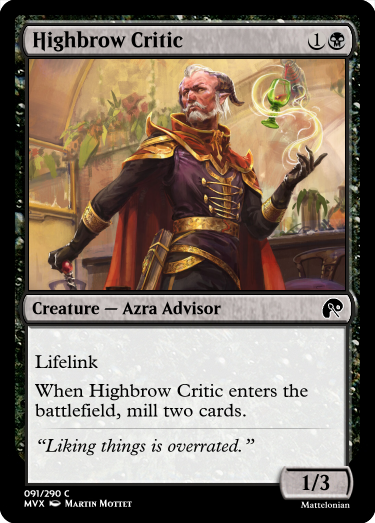 Highbrow Critic 1
Creature — Azra Advisor
Lifelink
When Highbrow Critic enters the
battlefield, mill two cards.
“Liking things is overrated.”
1/3
091/290 C
MVX Martin Mottet
Mattelonian